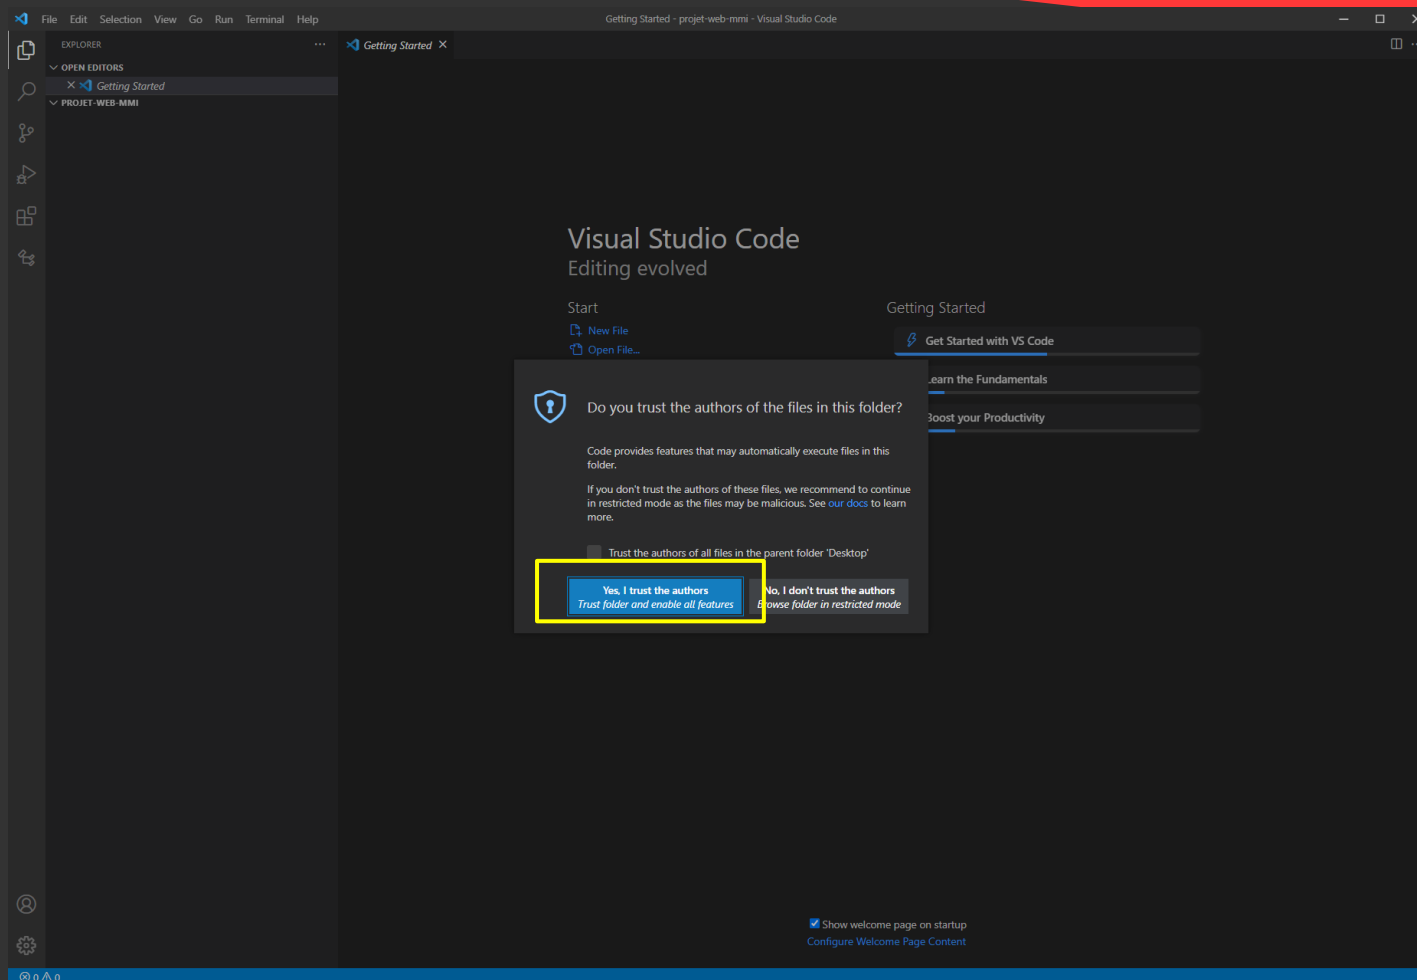 File Edit Selection View Go Run Terminal Help
Getting Started - projet-web-mmi - Visual Studio Code
EXPLORER
Getting Started
OPEN EDITORS
Getting Started
PROJET-WEB-MMI
Visual Studio Code
Editing evolved
Start
New File
Open File...
Getting Started
Get Started with VS Code
Learn the Fundamentals
Boost your Productivity
Do you trust the authors of the files in this folder?
Code provides features that may automatically execute files in this
folder.
If you don't trust the authors of these files, we recommend to continue
in restricted mode as the files may be malicious. See our docs to learn
more.
Trust the authors of all files in the parent folder 'Desktop'
Yes, I trust the authors
Trust folder and enable all features
No, I don't trust the authors
Browse folder in restricted mode
Show welcome page on startup
Configure Welcome Page Content
0 0